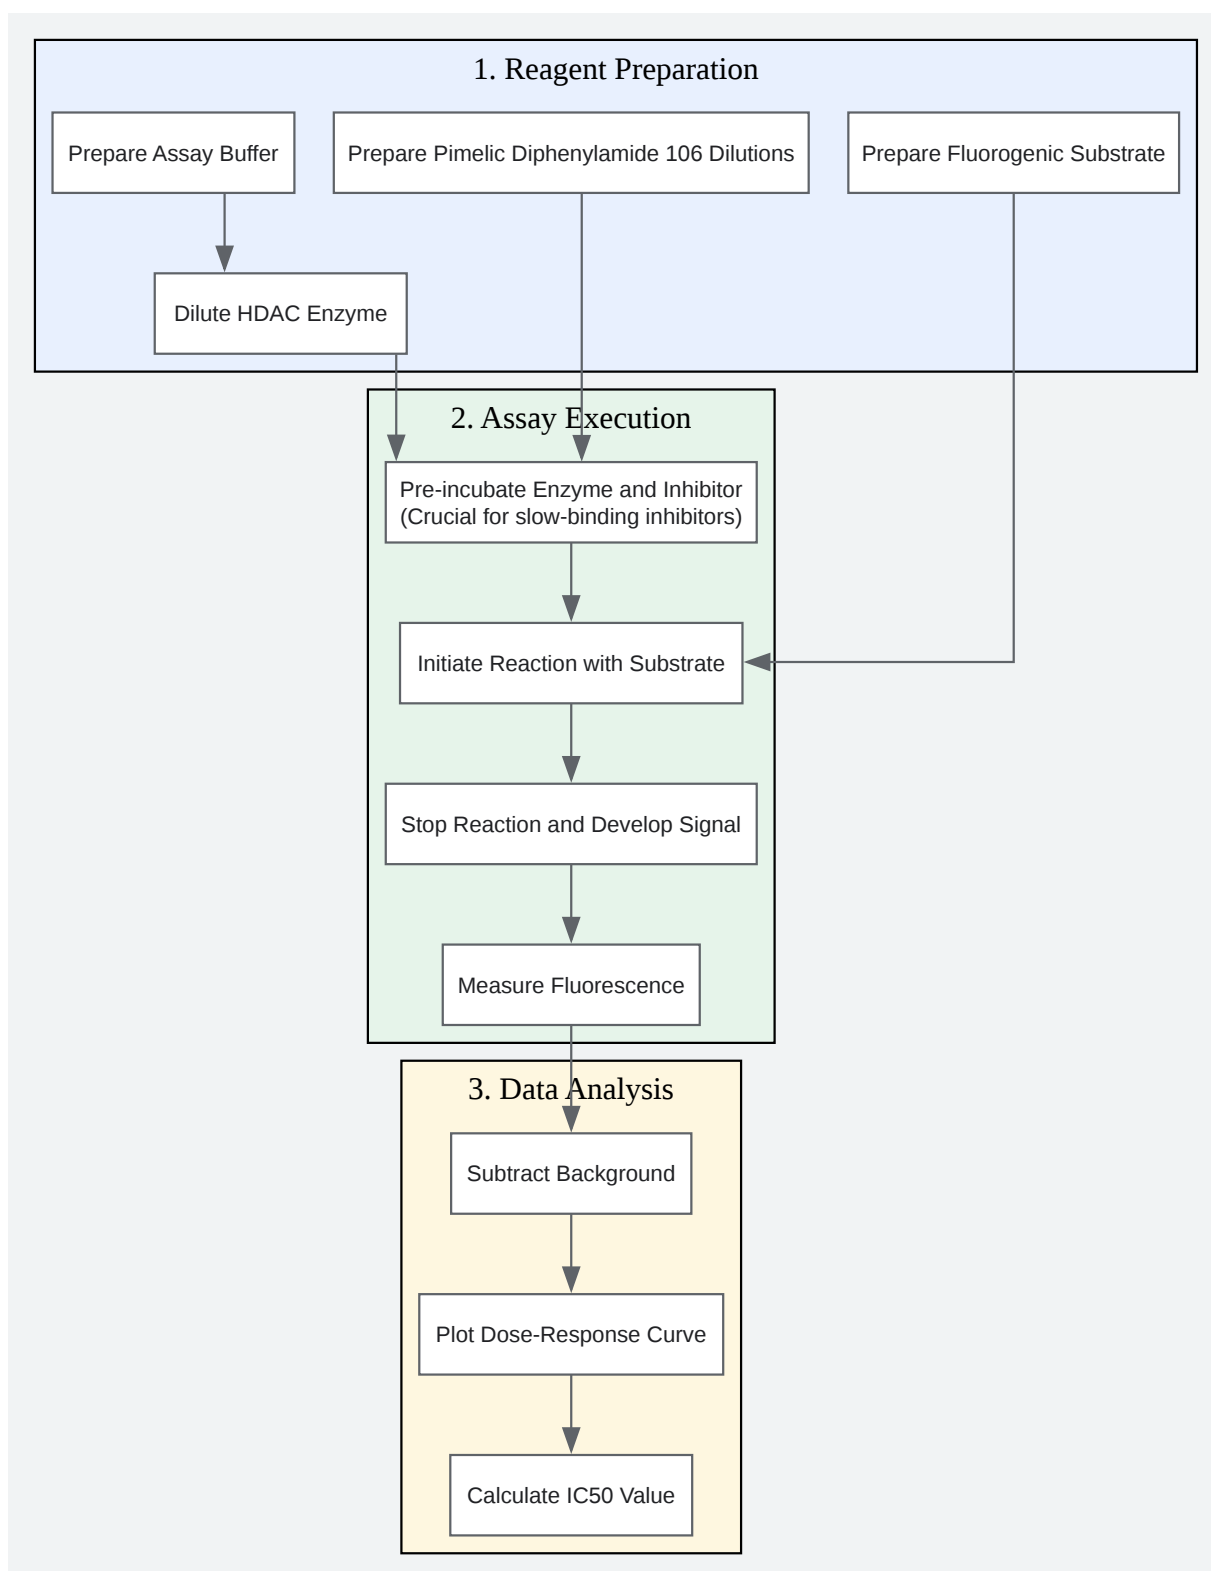 1. Reagent Preparation
Prepare Assay Buffer
Prepare Pimelic Diphenylamide 106 Dilutions
Prepare Fluorogenic Substrate
Dilute HDAC Enzyme
2. Assay Execution
Pre-incubate Enzyme and Inhibitor
(Crucial for slow-binding inhibitors)
Initiate Reaction with Substrate
Stop Reaction and Develop Signal
Measure Fluorescence
3. Data Analysis
Subtract Background
Plot Dose-Response Curve
Calculate IC50 Value